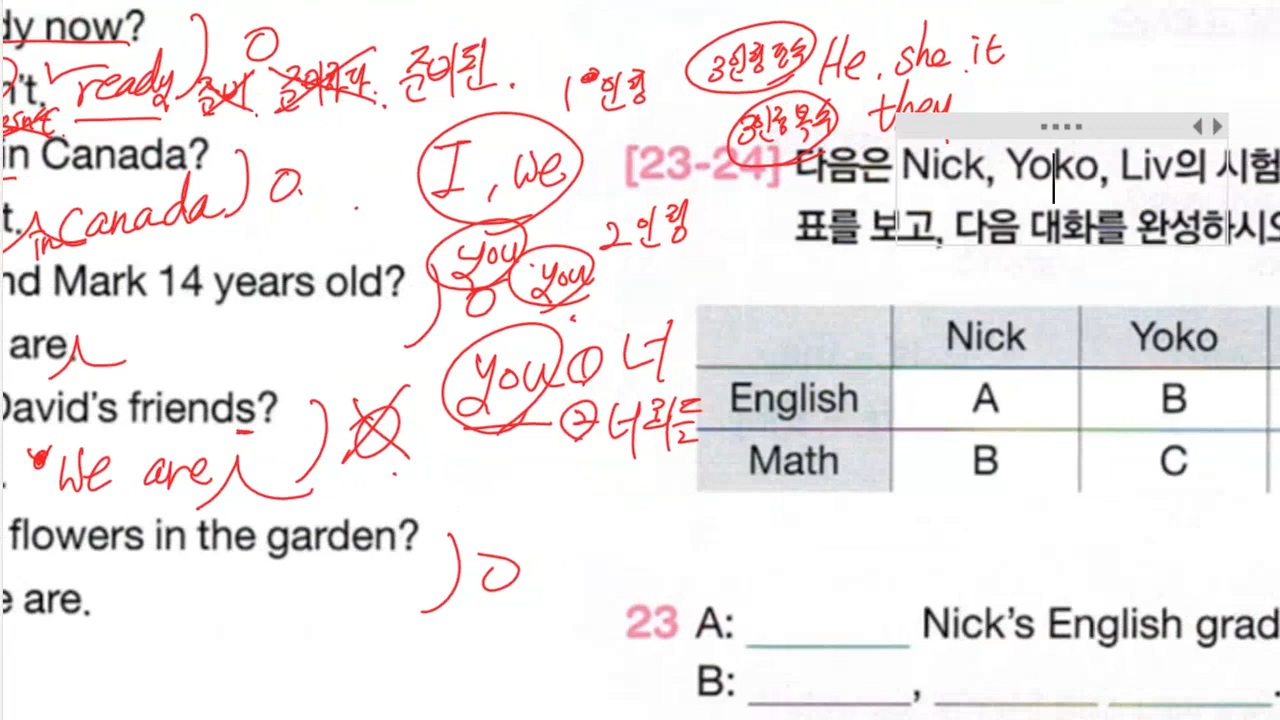 dy now?
ready 준비된.
n't.
in Canada?
in Canada
t.
nd Mark 14 years old?
are
David's friends?
We are
flowers in the garden?
e are.
1인칭
I, we
you you 2인칭
you ① 너
② 너희들
3인칭 단수 He. she. it
3인칭 복수 they
[23-24] 다음은 Nick, Yoko, Liv의 시험
표를 보고, 다음 대화를 완성하시오
Nick Yoko
English A B
Math B C
23 A: Nick's English grad
B: , .